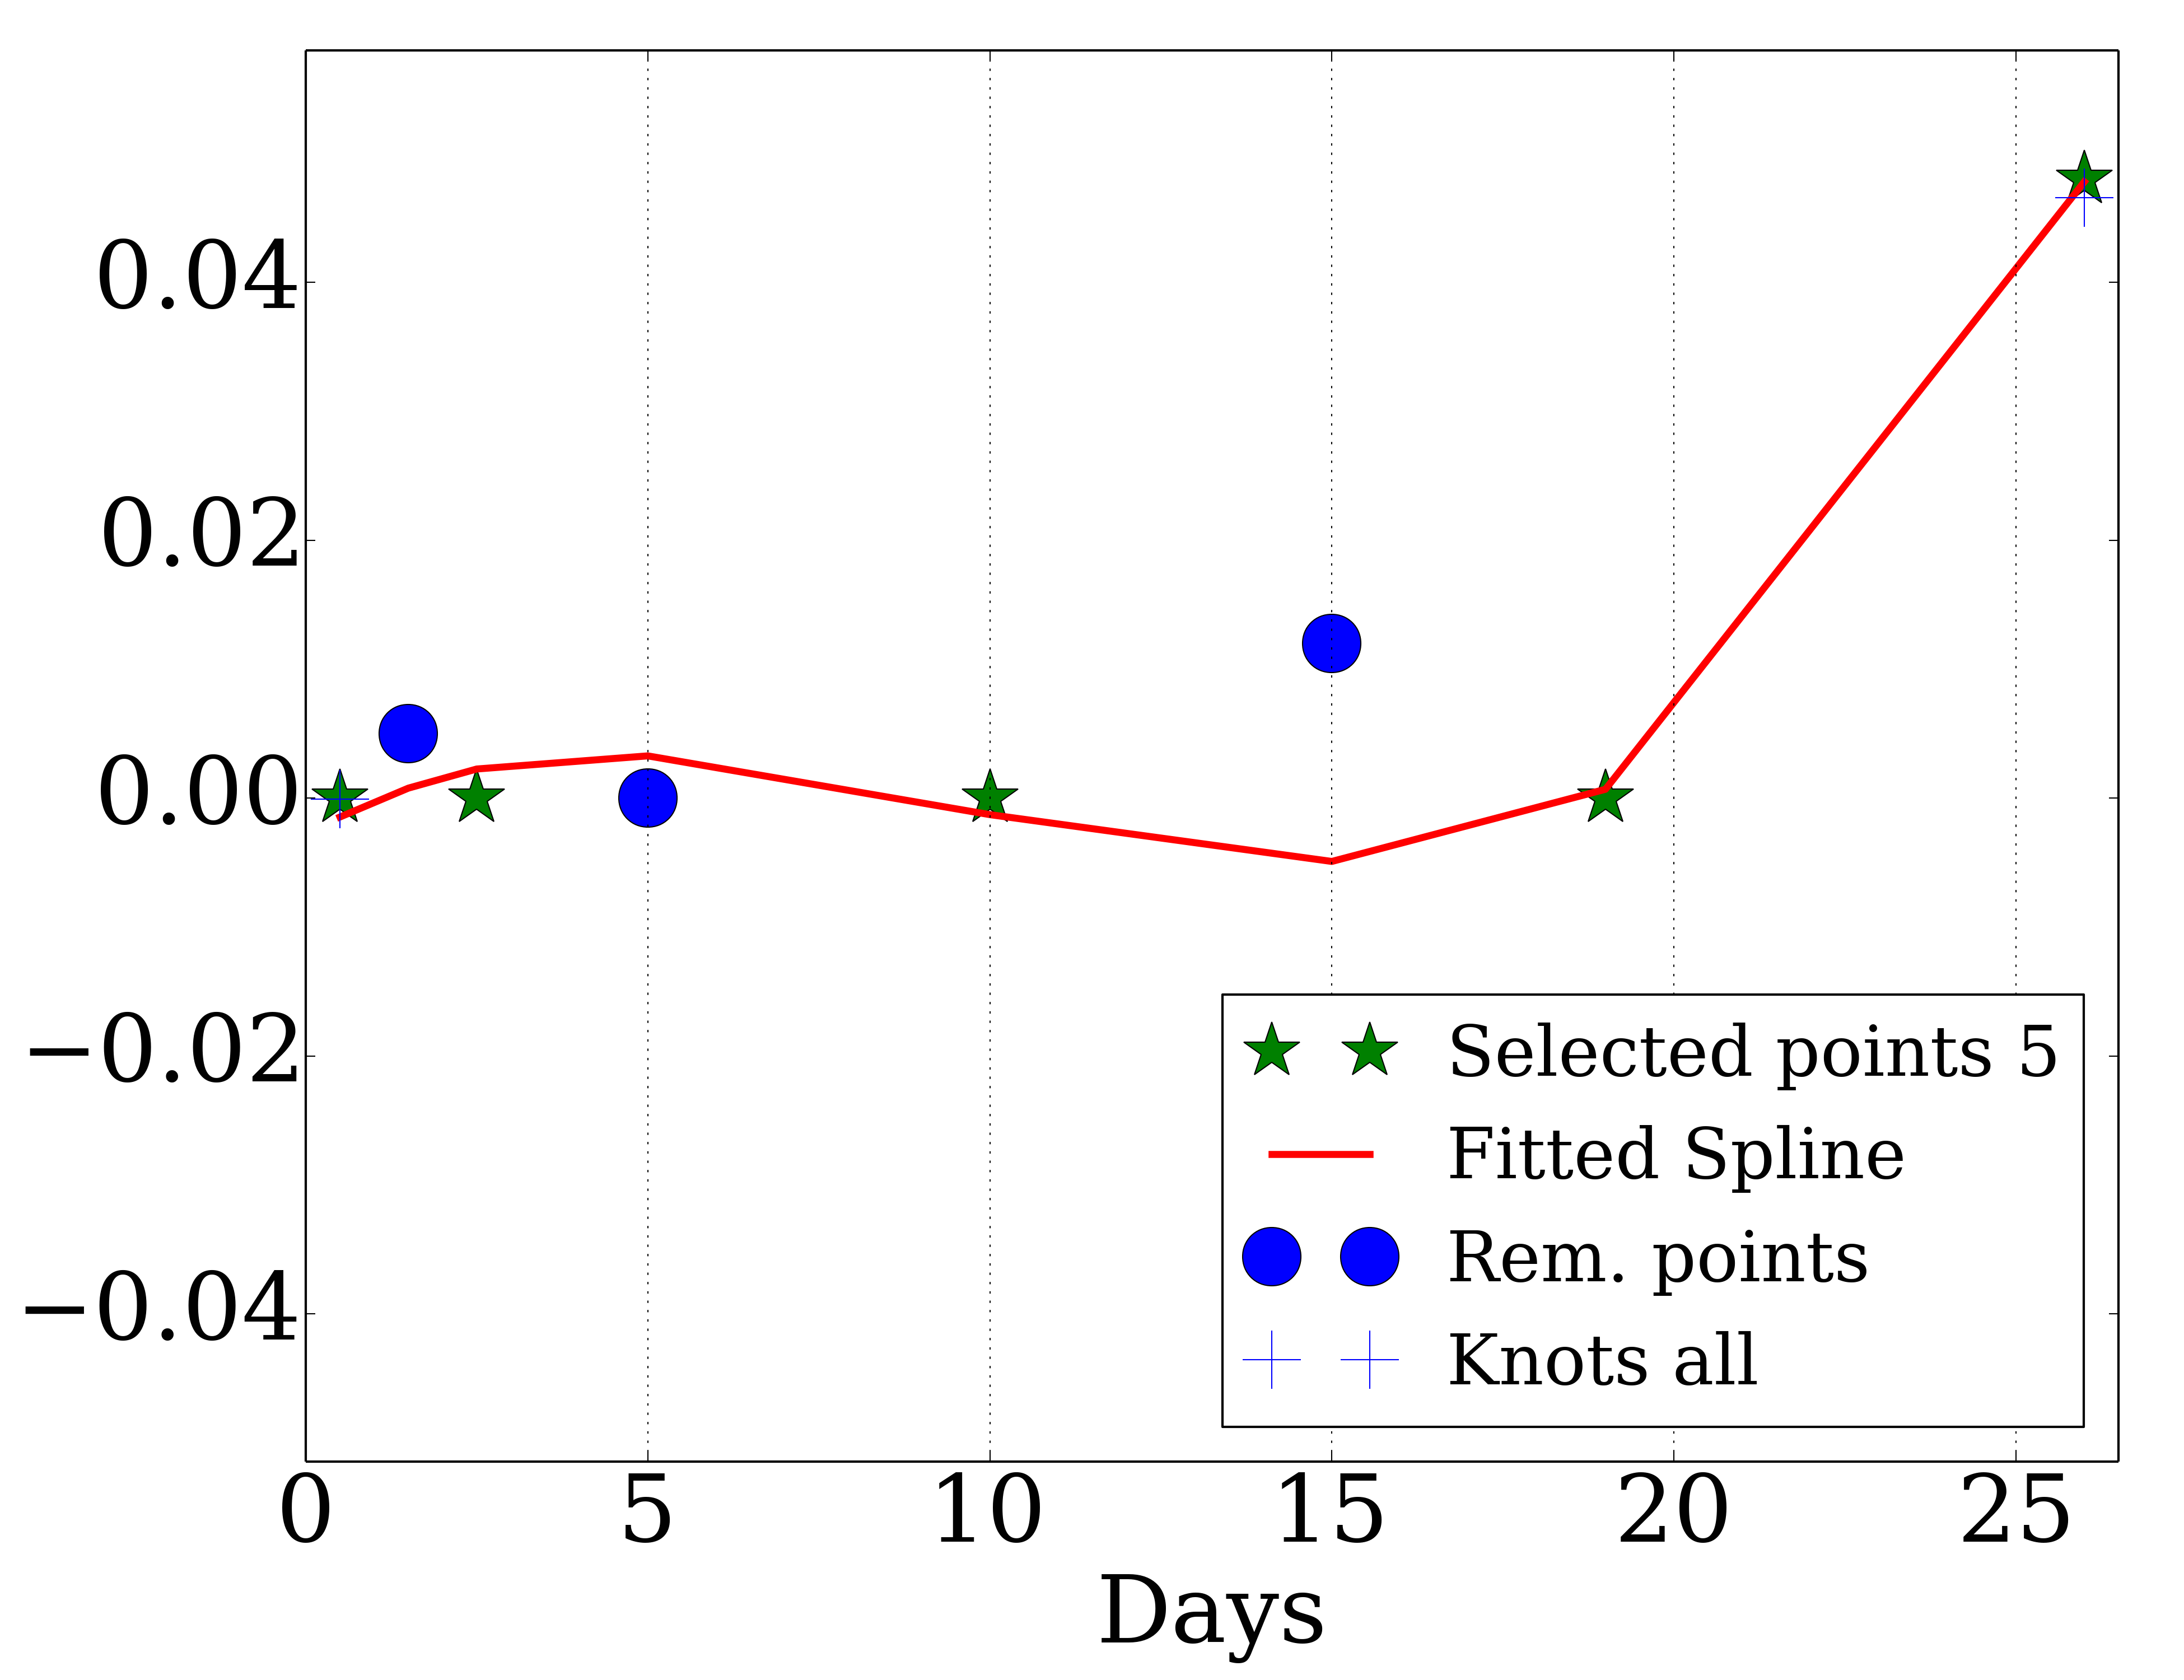 0.04
0.02
0.00
−0.02
−0.04
Selected points 5
Fitted Spline
Rem. points
Knots all
0 5 10 15 20 25
Days